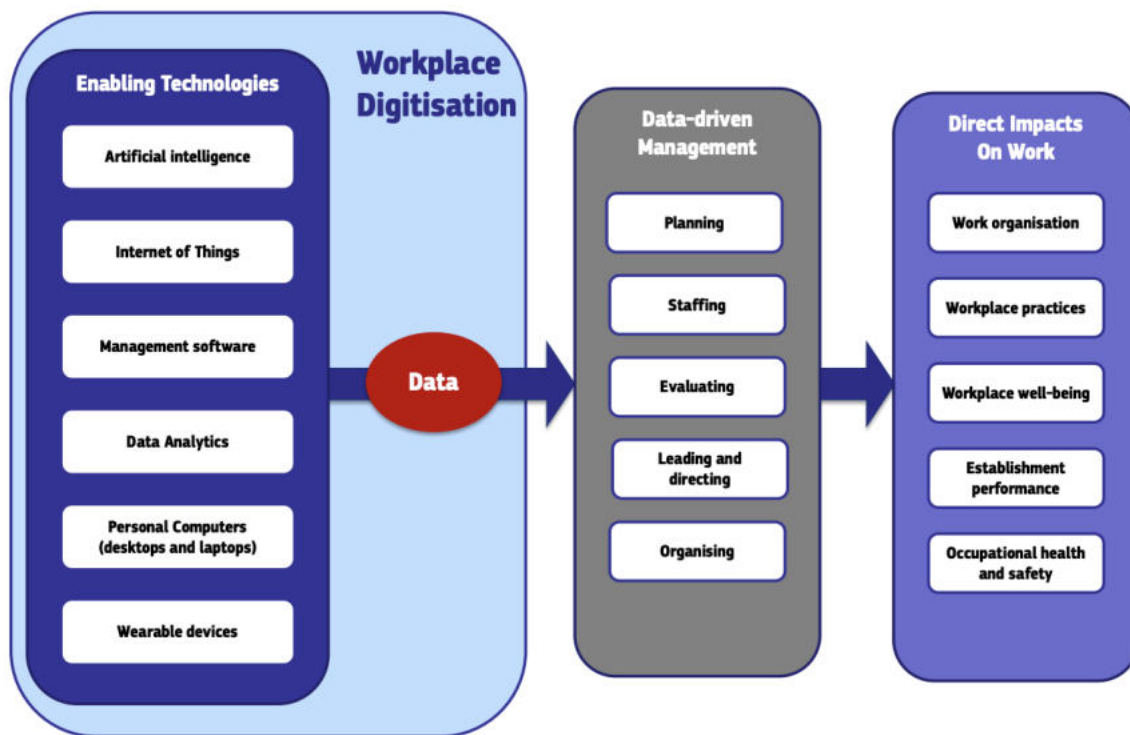 Workplace
Digitisation
Enabling Technologies
Artificial intelligence
Internet of Things
Management software
Data Analytics
Personal Computers
(desktops and laptops)
Wearable devices
Data
Data-driven
Management
Planning
Staffing
Evaluating
Leading and
directing
Organising
Direct Impacts
On Work
Work organisation
Workplace practices
Workplace well-being
Establishment
performance
Occupational health
and safety